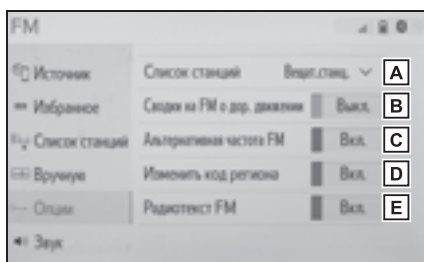 FM
Источник
Список станций Вещат.станц. A
Избранное
Сводки на FM о дор. движении Выкл. B
Список станций
Альтернативная частота FM Вкл. C
Вручную
Изменить код региона Вкл. D
Опции
Радиотекст FM Вкл. E
Звук